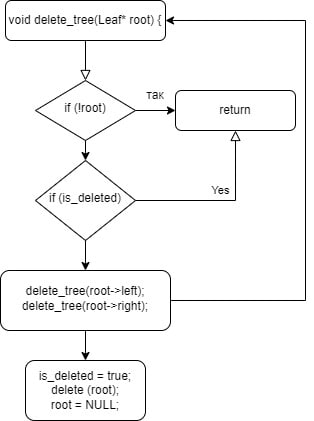 void delete_tree(Leaf* root) {
if (!root)
так
return
if (is_deleted)
Yes
delete_tree(root->left);
delete_tree(root->right);
is_deleted = true;
delete (root);
root = NULL;